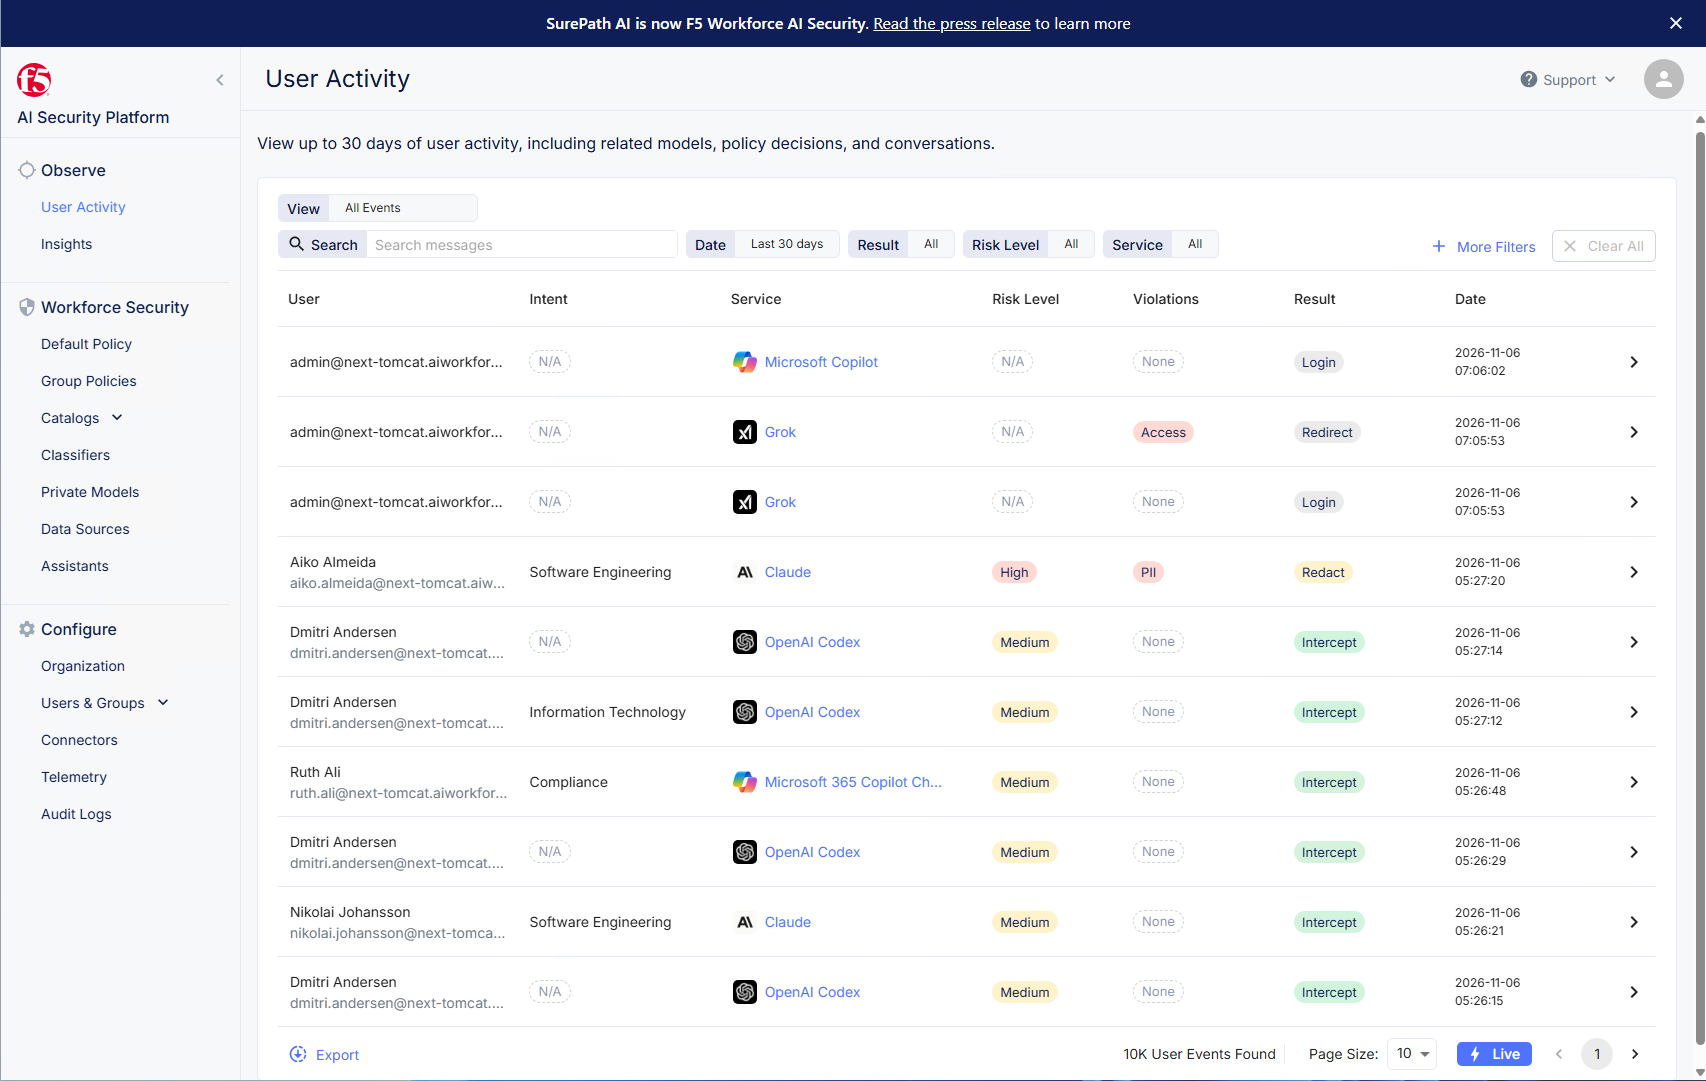 SurePath AI is now F5 Workforce AI Security. Read the press release to learn more
f5
AI Security Platform
User Activity
Support
Observe
User Activity
Insights
Workforce Security
Default Policy
Group Policies
Catalogs
Classifiers
Private Models
Data Sources
Assistants
Configure
Organization
Users & Groups
Connectors
Telemetry
Audit Logs
View up to 30 days of user activity, including related models, policy decisions, and conversations.
View All Events
Search Search messages Date Last 30 days Result All Risk Level All Service All More Filters Clear All
User Intent Service Risk Level Violations Result Date
admin@next-tomcat.aiworkfor... N/A Microsoft Copilot N/A None Login 2026-11-06
07:06:02
admin@next-tomcat.aiworkfor... N/A Grok N/A Access Redirect 2026-11-06
07:05:53
admin@next-tomcat.aiworkfor... N/A Grok N/A None Login 2026-11-06
07:05:53
Aiko Almeida Software Engineering Claude High PII Redact 2026-11-06
aiko.almeida@next-tomcat.aiw... 05:27:20
Dmitri Andersen N/A OpenAI Codex Medium None Intercept 2026-11-06
dmitri.andersen@next-tomcat.... 05:27:14
Dmitri Andersen Information Technology OpenAI Codex Medium None Intercept 2026-11-06
dmitri.andersen@next-tomcat.... 05:27:12
Ruth Ali Compliance Microsoft 365 Copilot Ch... Medium None Intercept 2026-11-06
ruth.ali@next-tomcat.aiworkfor... 05:26:48
Dmitri Andersen N/A OpenAI Codex Medium None Intercept 2026-11-06
dmitri.andersen@next-tomcat.... 05:26:29
Nikolai Johansson Software Engineering Claude Medium None Intercept 2026-11-06
nikolai.johansson@next-tomca... 05:26:21
Dmitri Andersen N/A OpenAI Codex Medium None Intercept 2026-11-06
dmitri.andersen@next-tomcat.... 05:26:15
Export 10K User Events Found Page Size: 10 Live 1